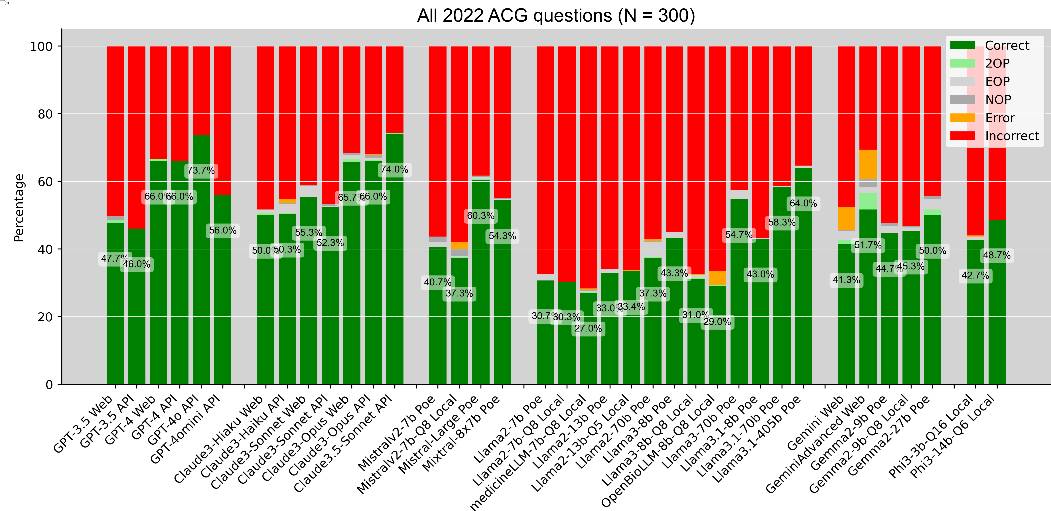 All 2022 ACG questions (N = 300)
Percentage
100
80
60
40
20
0
Correct
2OP
EOP
NOP
Error
Incorrect
47.7%
46.0%
66.0%
66.0%
73.7%
56.0%
50.0%
50.3%
55.3%
52.3%
65.7%
66.0%
74.0%
40.7%
37.3%
60.3%
54.3%
30.7%
30.3%
27.0%
33.0%
33.4%
37.3%
43.3%
31.0%
29.0%
54.7%
43.0%
58.3%
64.0%
41.3%
51.7%
44.7%
45.3%
50.0%
42.7%
48.7%
GPT-3.5 Web
GPT-3.5 API
GPT-4 Web
GPT-4 API
GPT-4o API
GPT-4omini API
Claude3-Hiaku Web
Claude3-Haiku API
Claude3-Sonnet Web
Claude3-Sonnet API
Claude3-Opus Web
Claude3-Opus API
Claude3.5-Sonnet API
Mistralv2-7b Poe
Mistralv2-7b-Q8 Local
Mistral-Large Poe
Mixtral-8x7b Poe
Llama2-7b Poe
Llama2-7b-Q8 Local
medicineLLM-7b-Q8 Local
Llama2-13b Poe
Llama2-13b-Q5 Local
Llama2-70b Poe
Llama3-8b Poe
Llama3-8b-Q8 Local
OpenBioLLM-8b-Q8 Local
Llama3-70b Poe
Llama3.1-8b Poe
Llama3.1-70b Poe
Llama3.1-405b Poe
Gemini Web
GeminiAdvanced Web
Gemma2-9b Poe
Gemma2-9b-Q8 Local
Gemma2-27b Poe
Phi3-3b-Q16 Local
Phi3-14b-Q6 Local